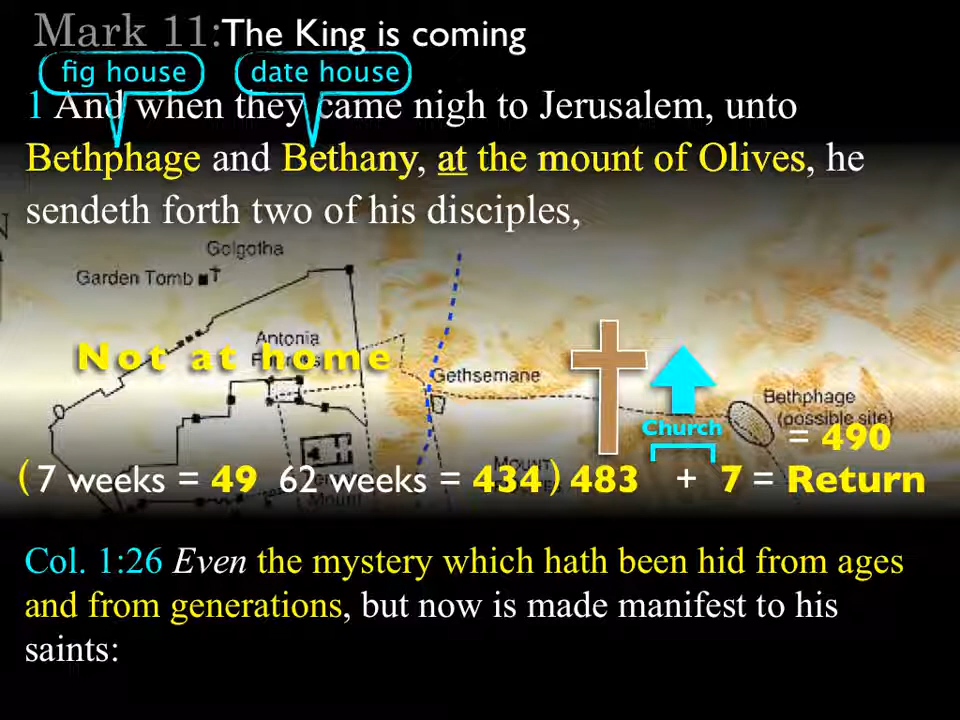 Mark 11:The King is coming
fig house date house
1 And when they came nigh to Jerusalem, unto
Bethphage and Bethany, at the mount of Olives, he
sendeth forth two of his disciples,
Golgotha
Garden Tomb
Antonia
Not at home
Gethsemane
Bethphage
(possible site)
Church
= 490
(7 weeks = 49 62 weeks = 434) 483 + 7 = Return
Col. 1:26 Even the mystery which hath been hid from ages
and from generations, but now is made manifest to his
saints: